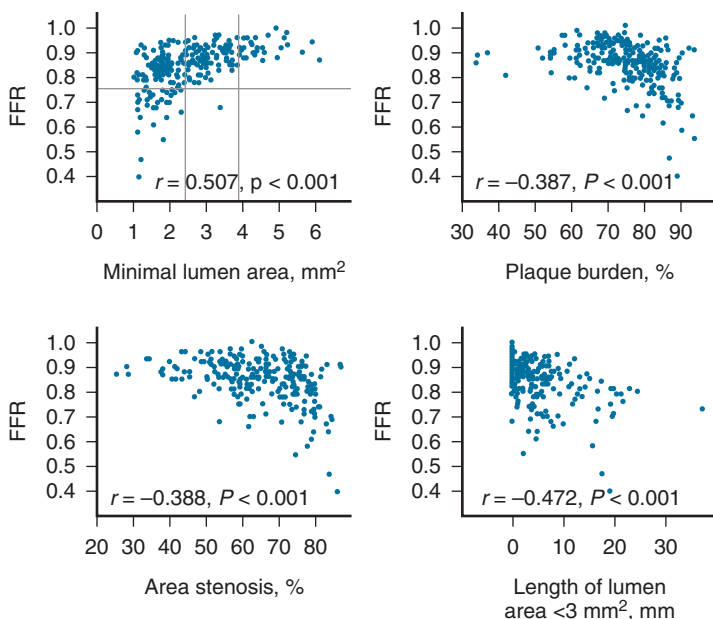 1.0
0.9
0.8
0.7
0.6
0.5
0.4
FFR
r = 0.507, p < 0.001
0 1 2 3 4 5 6
Minimal lumen area, mm²
1.0
0.9
0.8
0.7
0.6
0.5
0.4
FFR
r = –0.387, P < 0.001
30 40 50 60 70 80 90
Plaque burden, %
1.0
0.9
0.8
0.7
0.6
0.5
0.4
FFR
r = –0.388, P < 0.001
20 30 40 50 60 70 80
Area stenosis, %
1.0
0.9
0.8
0.7
0.6
0.5
0.4
FFR
r = –0.472, P < 0.001
0 10 20 30
Length of lumen
area <3 mm², mm